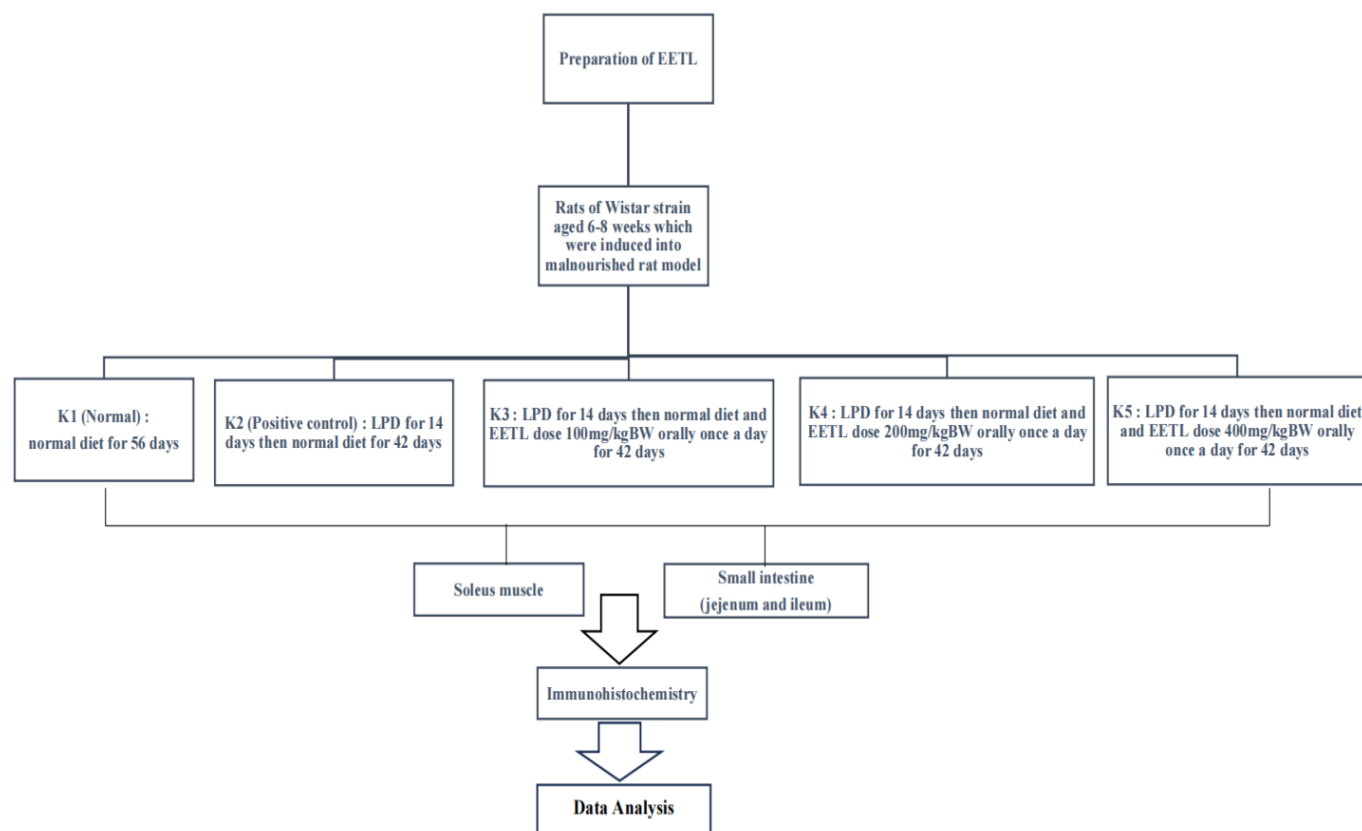 Preparation of EETL
Rats of Wistar strain
aged 6-8 weeks which
were induced into
malnourished rat model
K1 (Normal) :
normal diet for 56 days
K2 (Positive control) : LPD for 14
days then normal diet for 42 days
K3 : LPD for 14 days then normal diet and
EETL dose 100mg/kgBW orally once a day
for 42 days
K4 : LPD for 14 days then normal diet and
EETL dose 200mg/kgBW orally once a day
for 42 days
K5 : LPD for 14 days then normal diet
and EETL dose 400mg/kgBW orally
once a day for 42 days
Soleus muscle
Small intestine
(jejenum and ileum)
Immunohistochemistry
Data Analysis